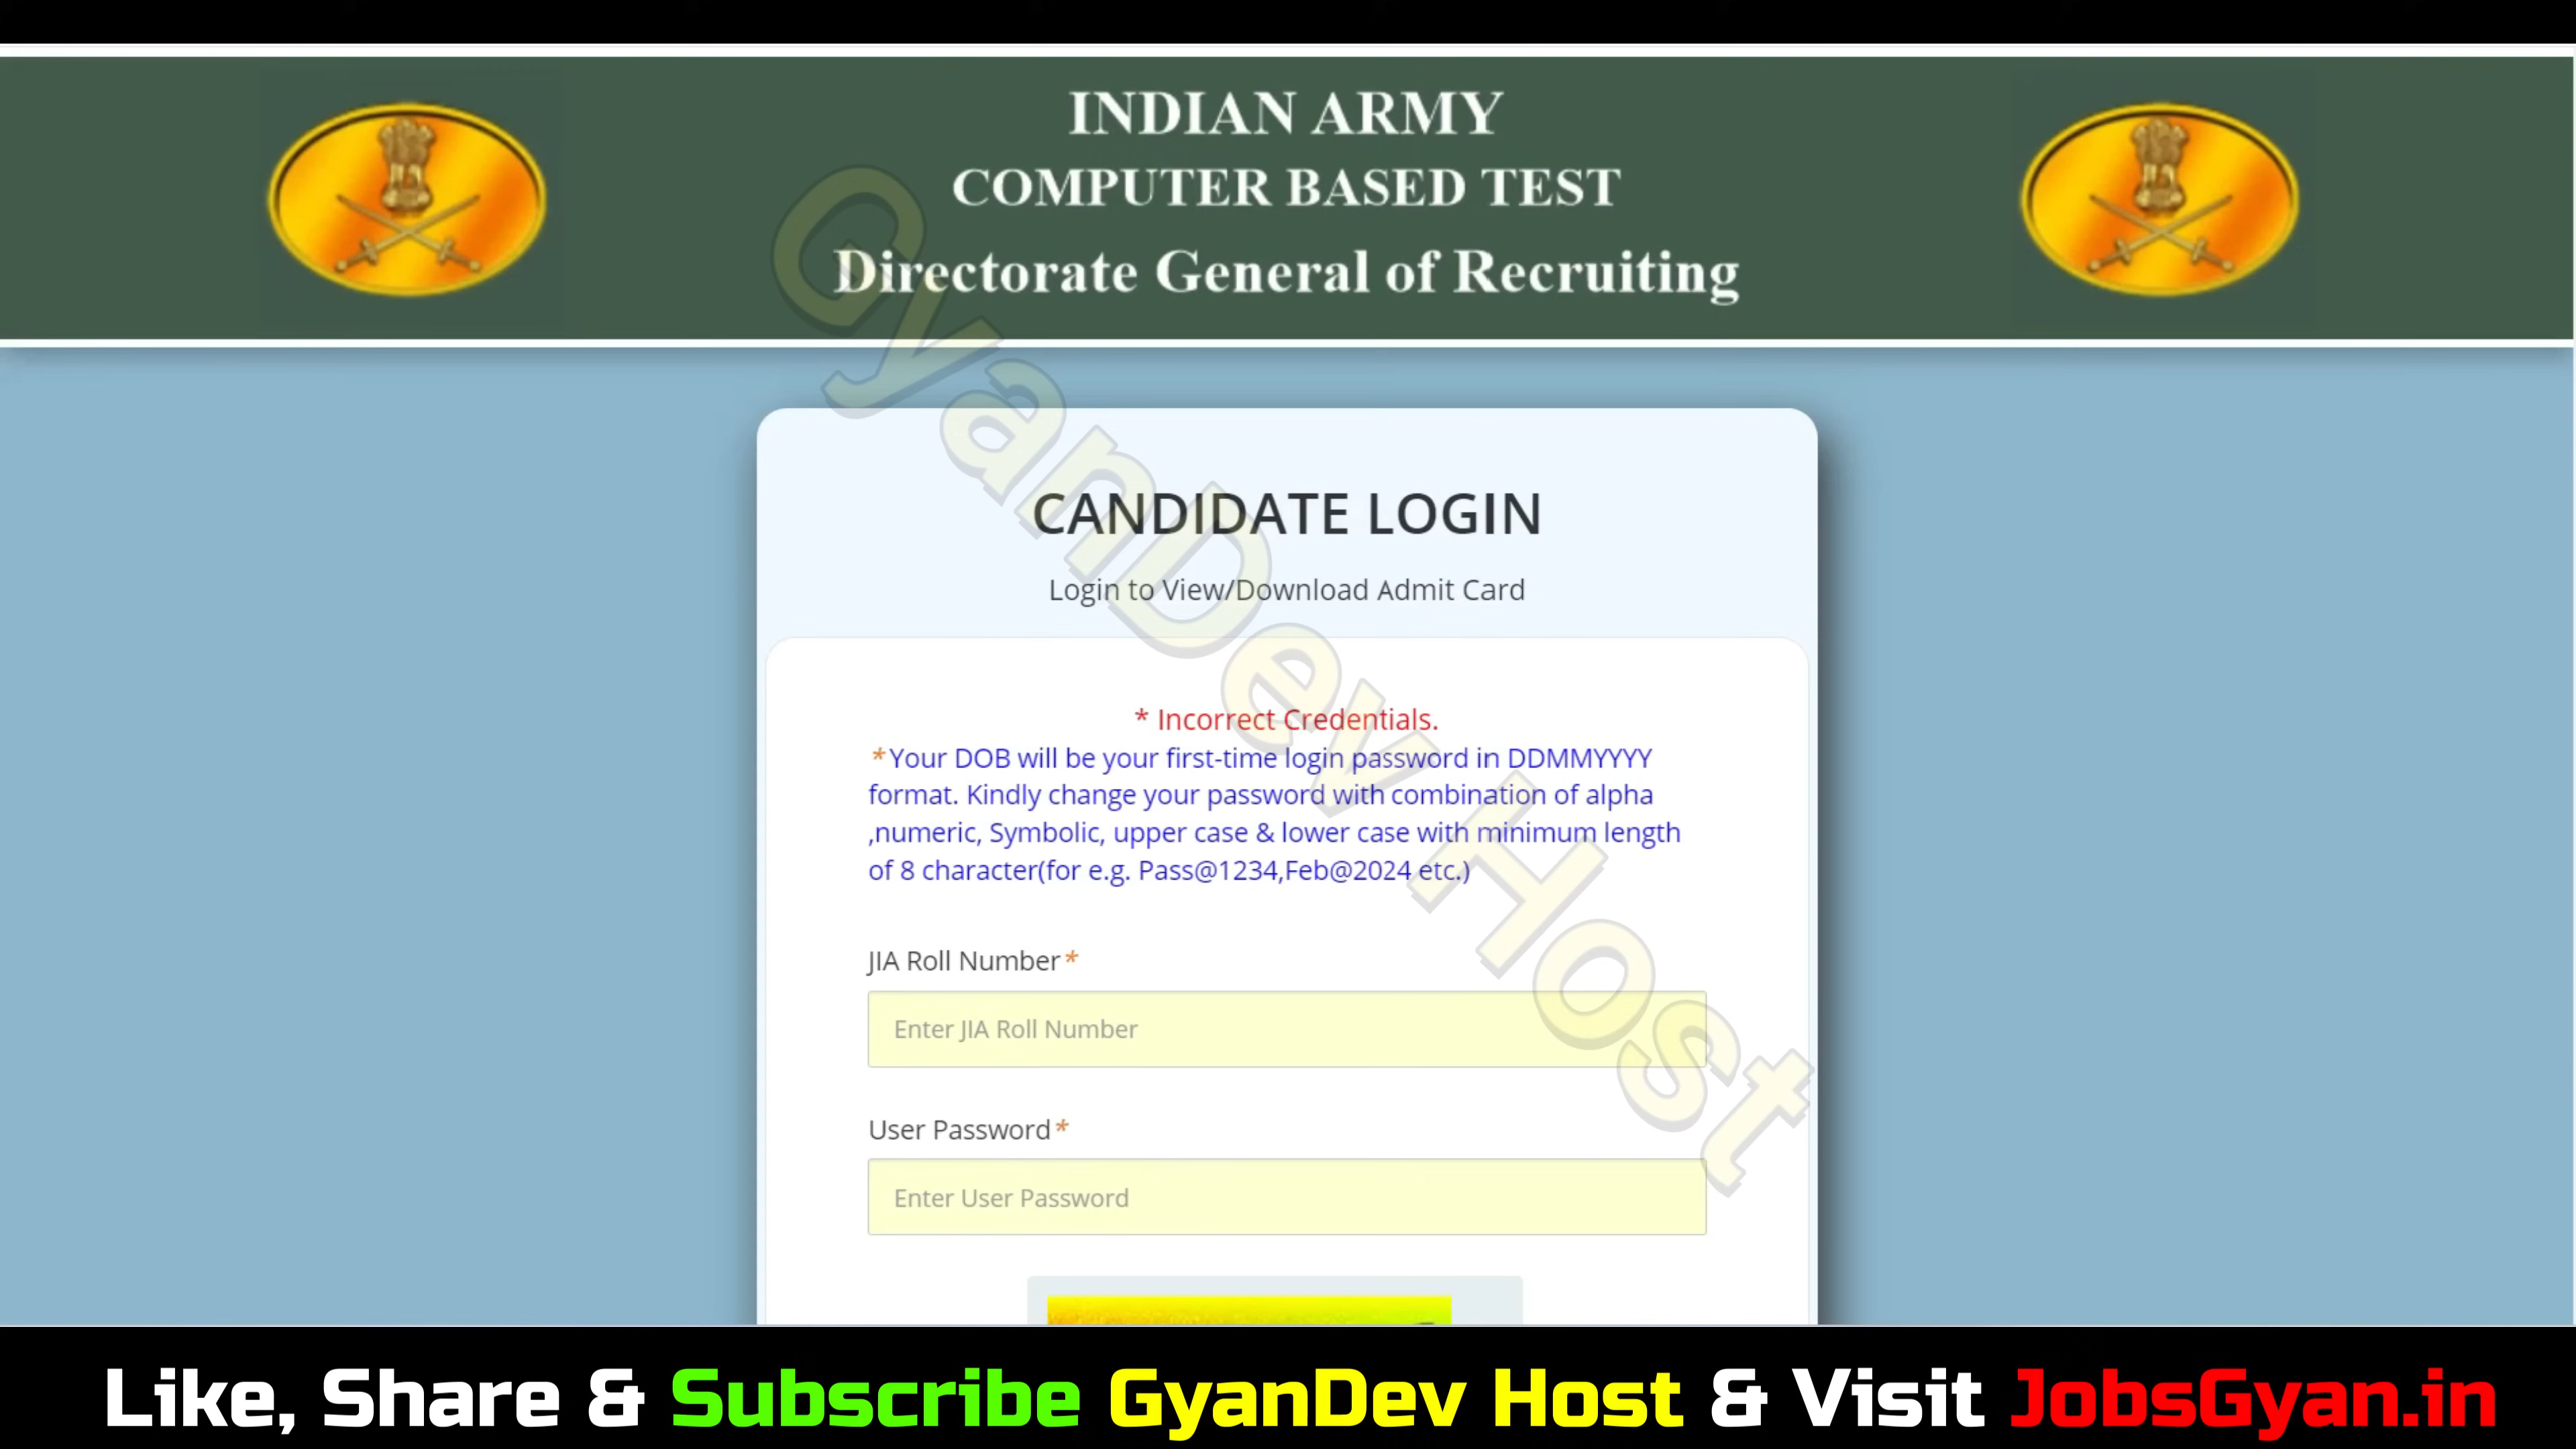 INDIAN ARMY
COMPUTER BASED TEST
Directorate General of Recruiting
GyanDev Host
CANDIDATE LOGIN
Login to View/Download Admit Card
* Incorrect Credentials.
*Your DOB will be your first-time login password in DDMMYYYY
format. Kindly change your password with combination of alpha
,numeric, Symbolic, upper case & lower case with minimum length
of 8 character(for e.g. Pass@1234,Feb@2024 etc.)
JIA Roll Number*
Enter JIA Roll Number
User Password*
Enter User Password
Like, Share & Subscribe GyanDev Host & Visit JobsGyan.in